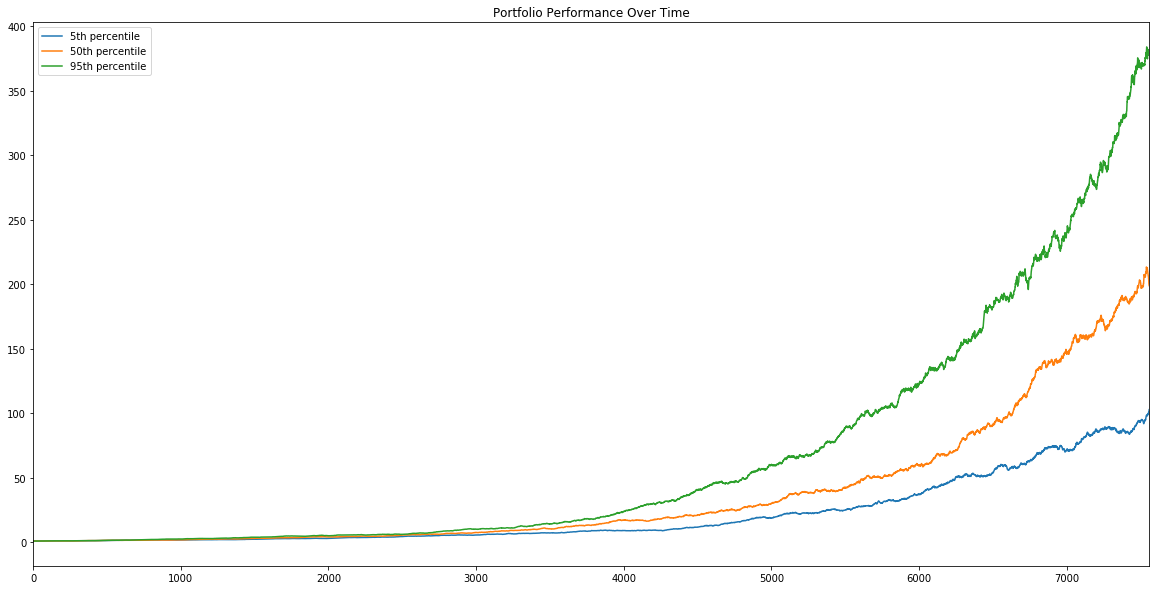 Portfolio Performance Over Time
5th percentile
50th percentile
95th percentile
400
350
300
250
200
150
100
50
0
0 1000 2000 3000 4000 5000 6000 7000